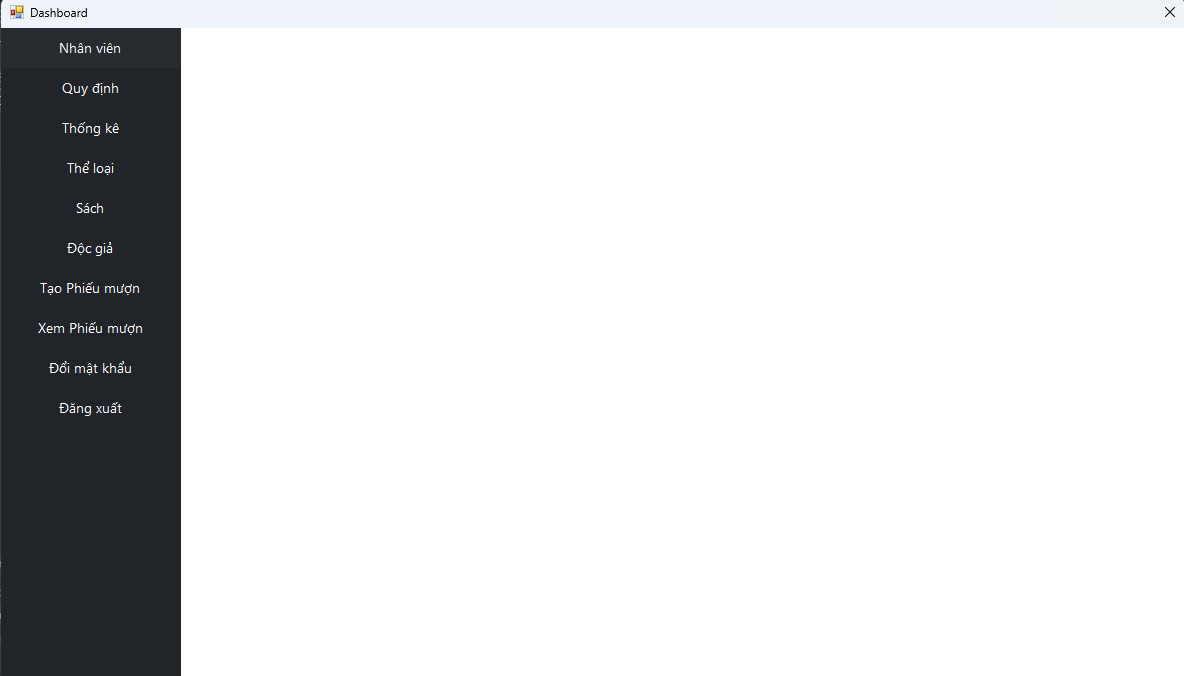 Dashboard
Nhân viên
Quy định
Thống kê
Thể loại
Sách
Độc giả
Tạo Phiếu mượn
Xem Phiếu mượn
Đổi mật khẩu
Đăng xuất